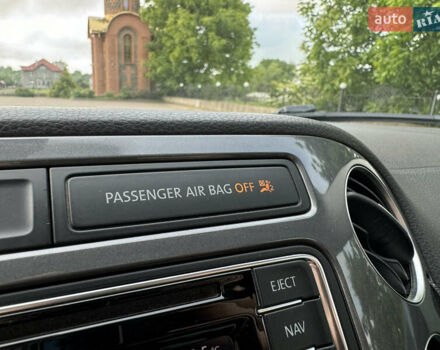 auto RIA
PASSENGER AIR BAG OFF
EJECT
NAV